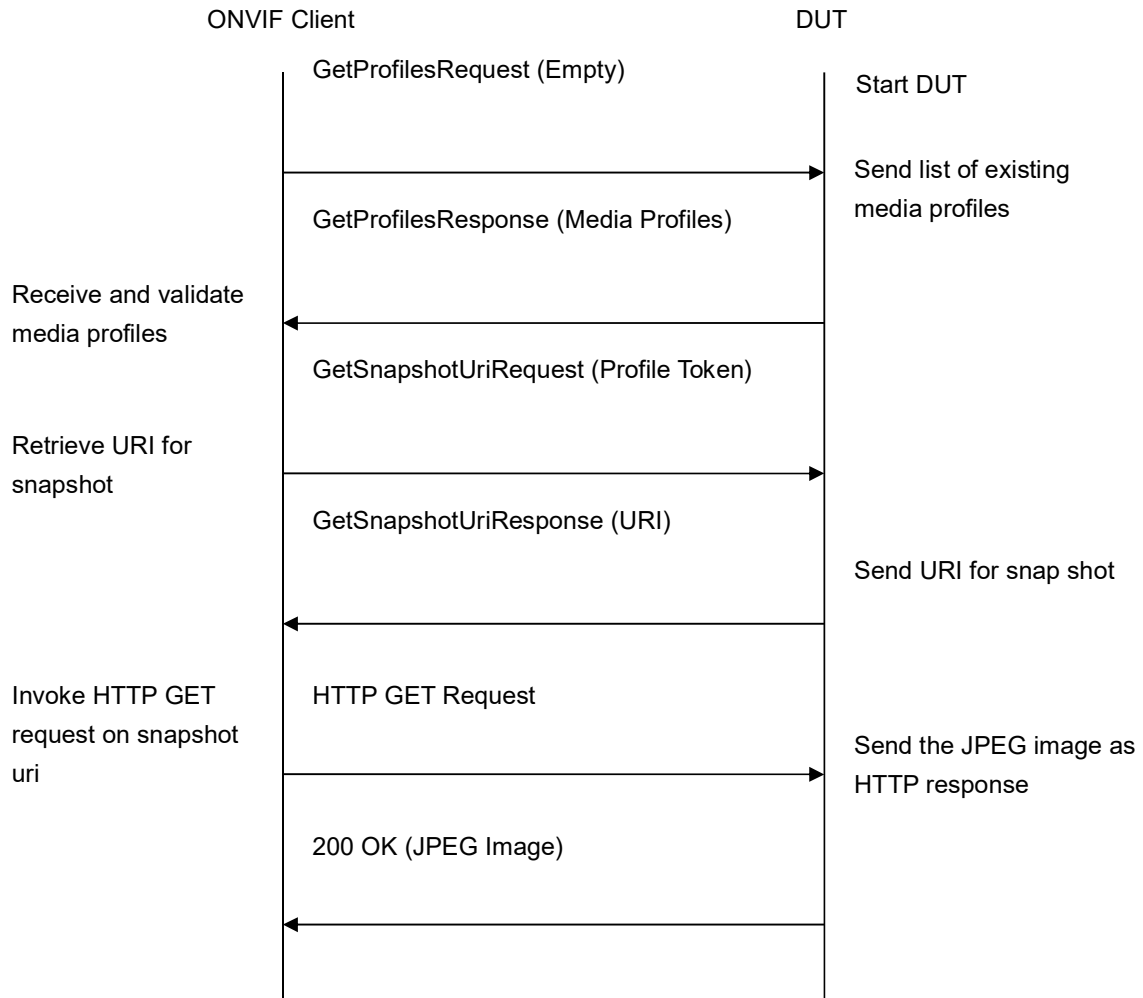 ONVIF Client
DUT
GetProfilesRequest (Empty)
Start DUT
Send list of existing
media profiles
GetProfilesResponse (Media Profiles)
Receive and validate
media profiles
GetSnapshotUriRequest (Profile Token)
Retrieve URI for
snapshot
GetSnapshotUriResponse (URI)
Send URI for snap shot
Invoke HTTP GET
request on snapshot
uri
HTTP GET Request
Send the JPEG image as
HTTP response
200 OK (JPEG Image)